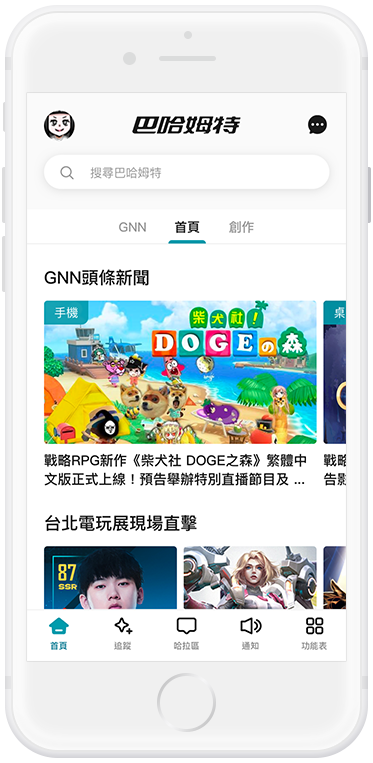 巴哈姆特
搜尋巴哈姆特
GNN
首頁
創作
GNN頭條新聞
手機
柴犬社!
DOGEの森
桌
戰略RPG新作《柴犬社 DOGE之森》繁體中
文版正式上線！預告舉辦特別直播節目及 ...
戰略
告影
台北電玩展現場直擊
87
SSR
首頁
追蹤
哈拉區
通知
功能表